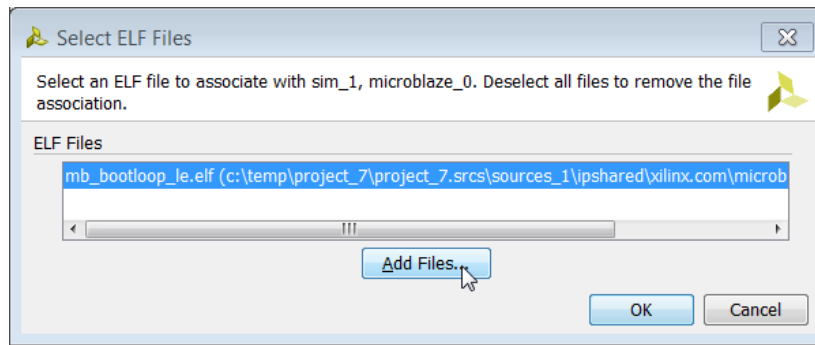 Select ELF Files
Select an ELF file to associate with sim_1, microblaze_0. Deselect all files to remove the file
association.
ELF Files
mb_bootloop_le.elf (c:\temp\project_7\project_7.srcs\sources_1\ipshared\xilinx.com\microb
Add Files...
OK Cancel